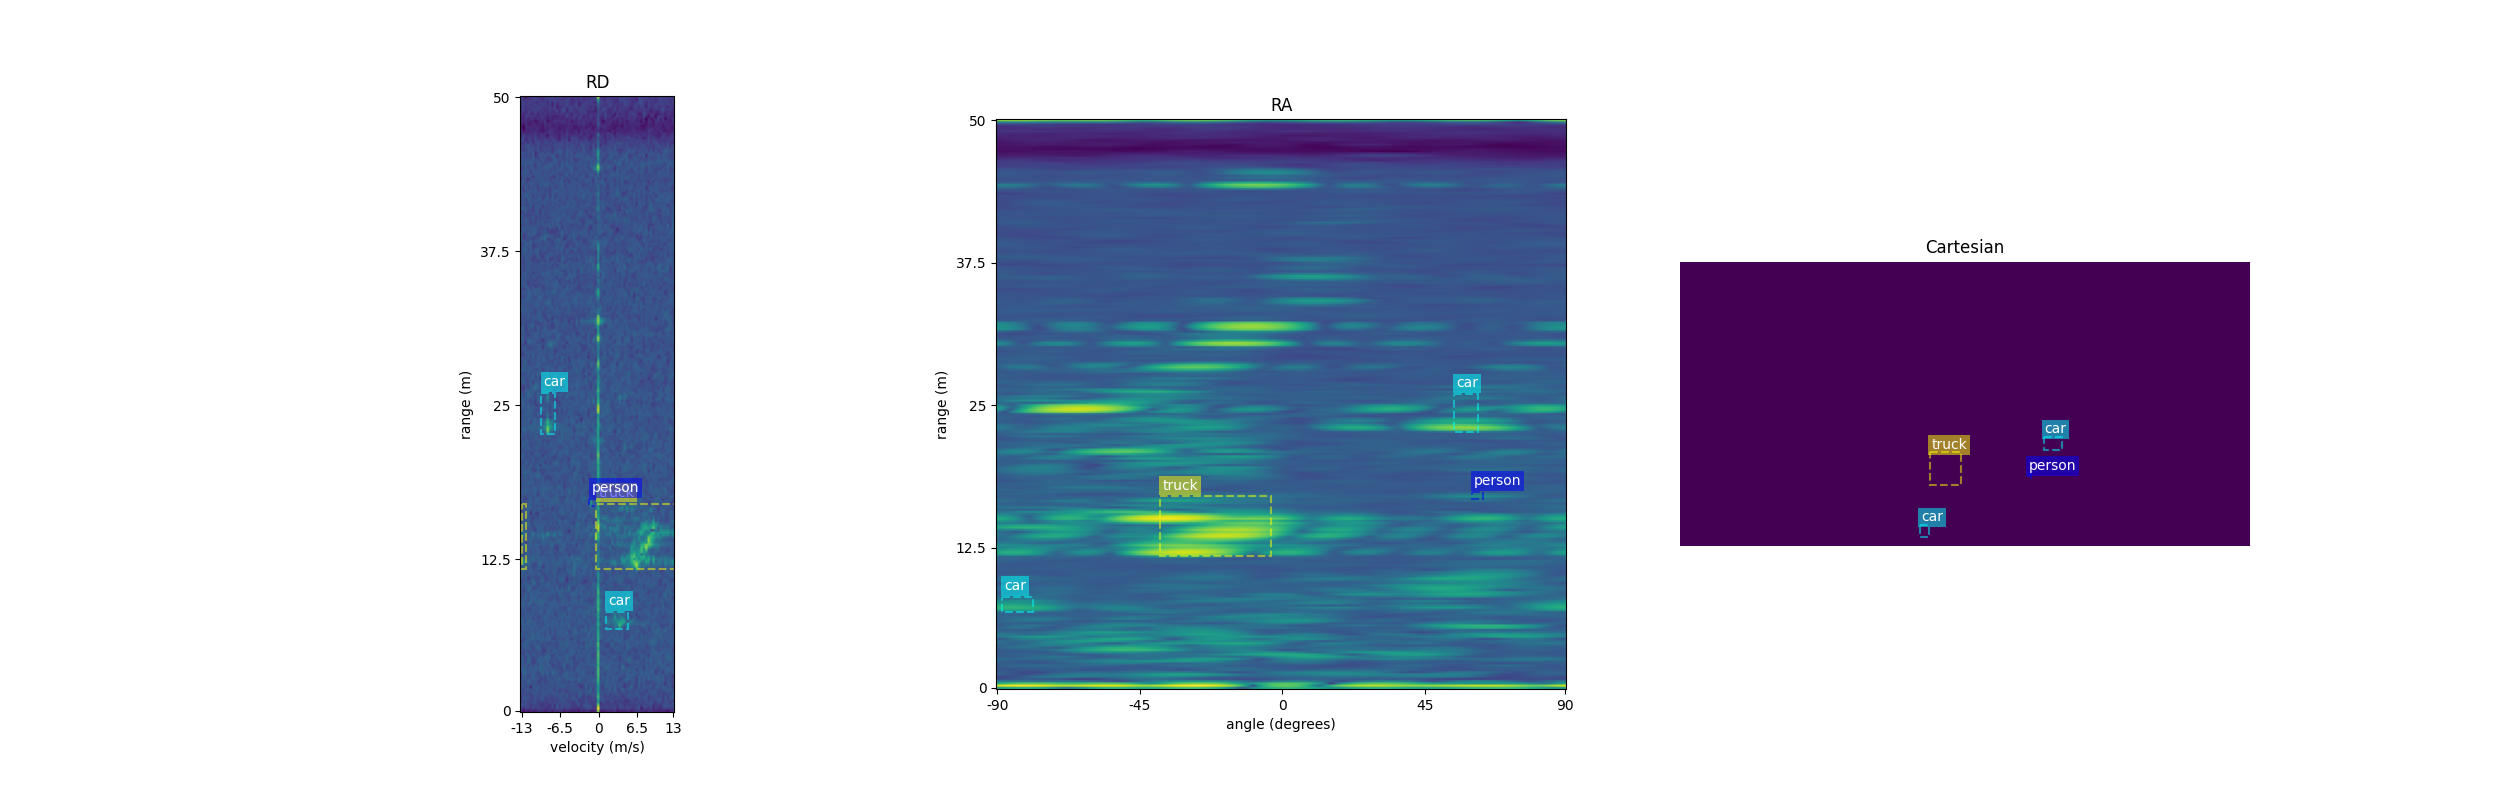 RD
50
37.5
25
12.5
0
range (m)
car
person
truck
car
-13
-6.5
0
6.5
13
velocity (m/s)
RA
50
37.5
25
12.5
0
range (m)
car
person
truck
car
-90
-45
0
45
90
angle (degrees)
Cartesian
car
truck
person
car